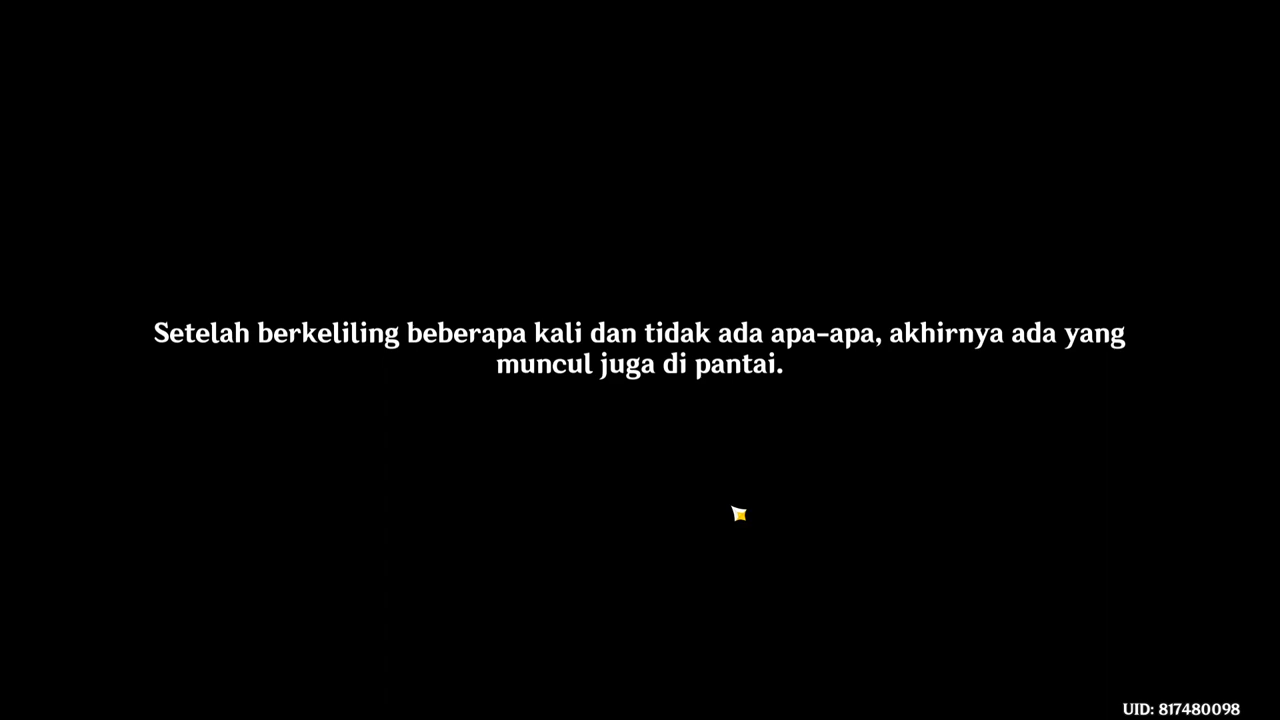 Setelah berkeliling beberapa kali dan tidak ada apa-apa, akhirnya ada yang
muncul juga di pantai.
UID: 817480098